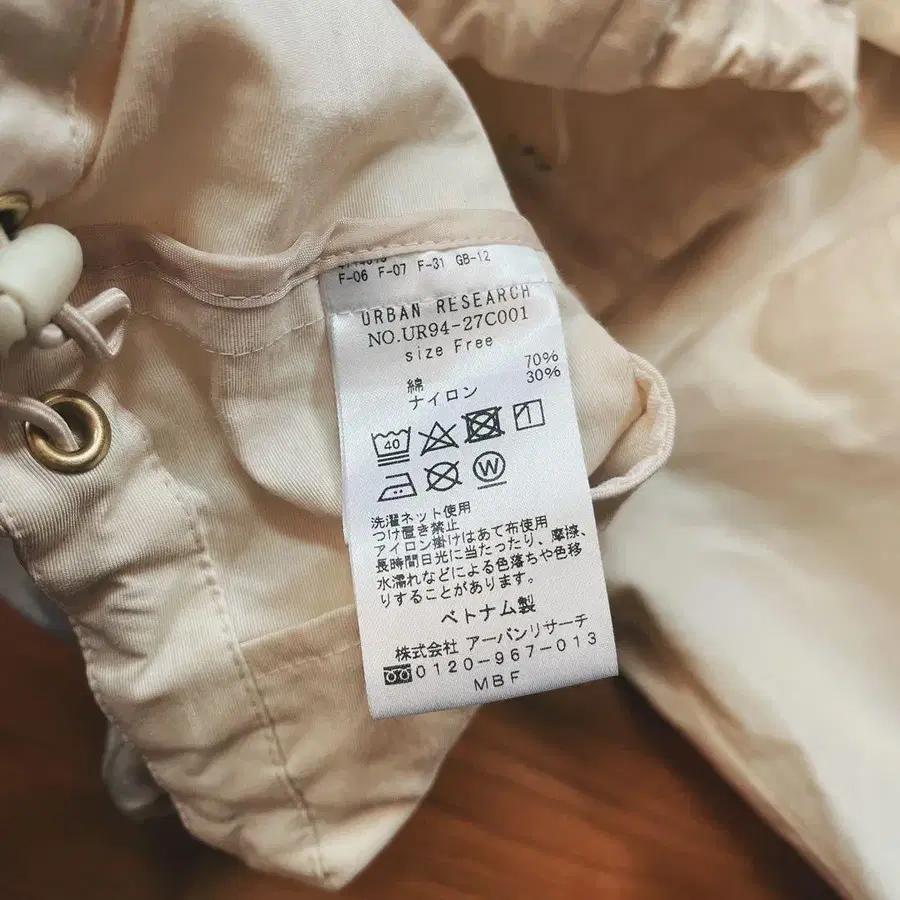 F-06 F-07 F-31 GB-12
URBAN RESEARCH
NO.UR94-27C001
size Free
綿 70%
ナイロン 30%
40
W
洗濯ネット使用
つけ置き禁止
アイロン掛けはあて布使用
長時間日光に当たったり、摩擦、
水濡れなどによる色落ちや色移
りすることがあります。
ベトナム製
株式会社 アーバンリサーチ
0120-967-013
MBF